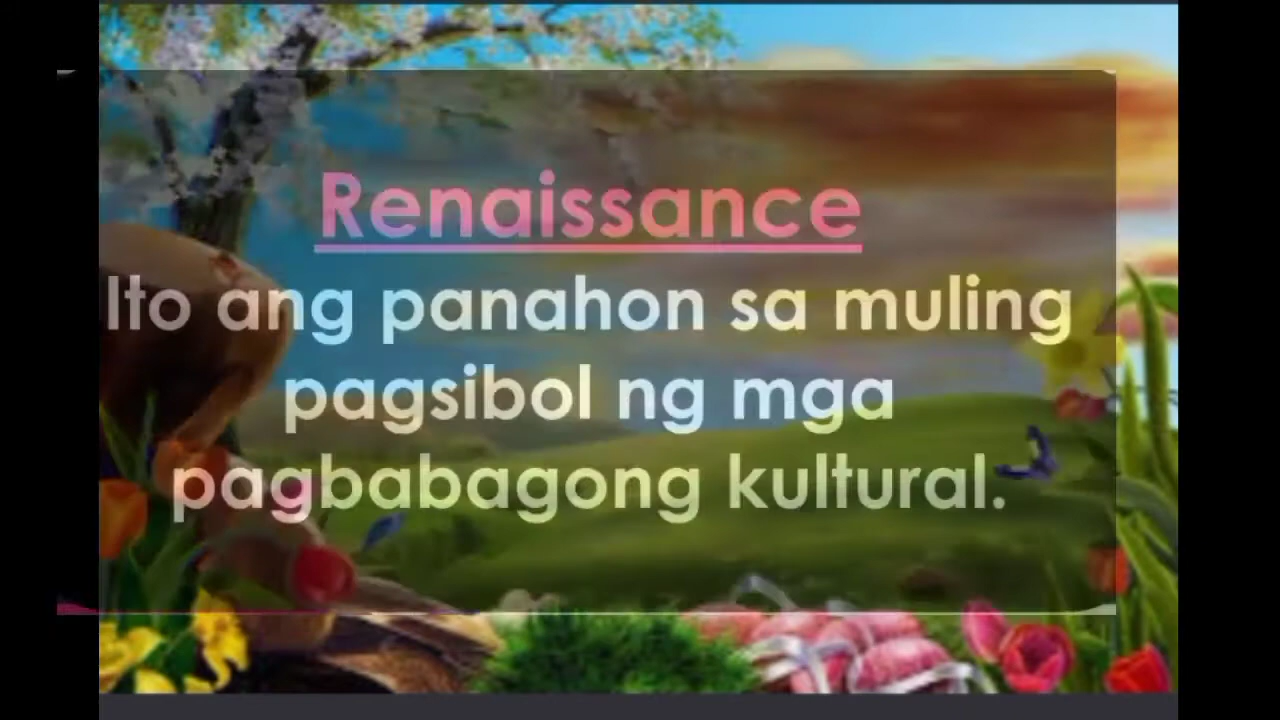 Renaissance
Ito ang panahon sa muling
pagsibol ng mga
pagbabagong kultural.